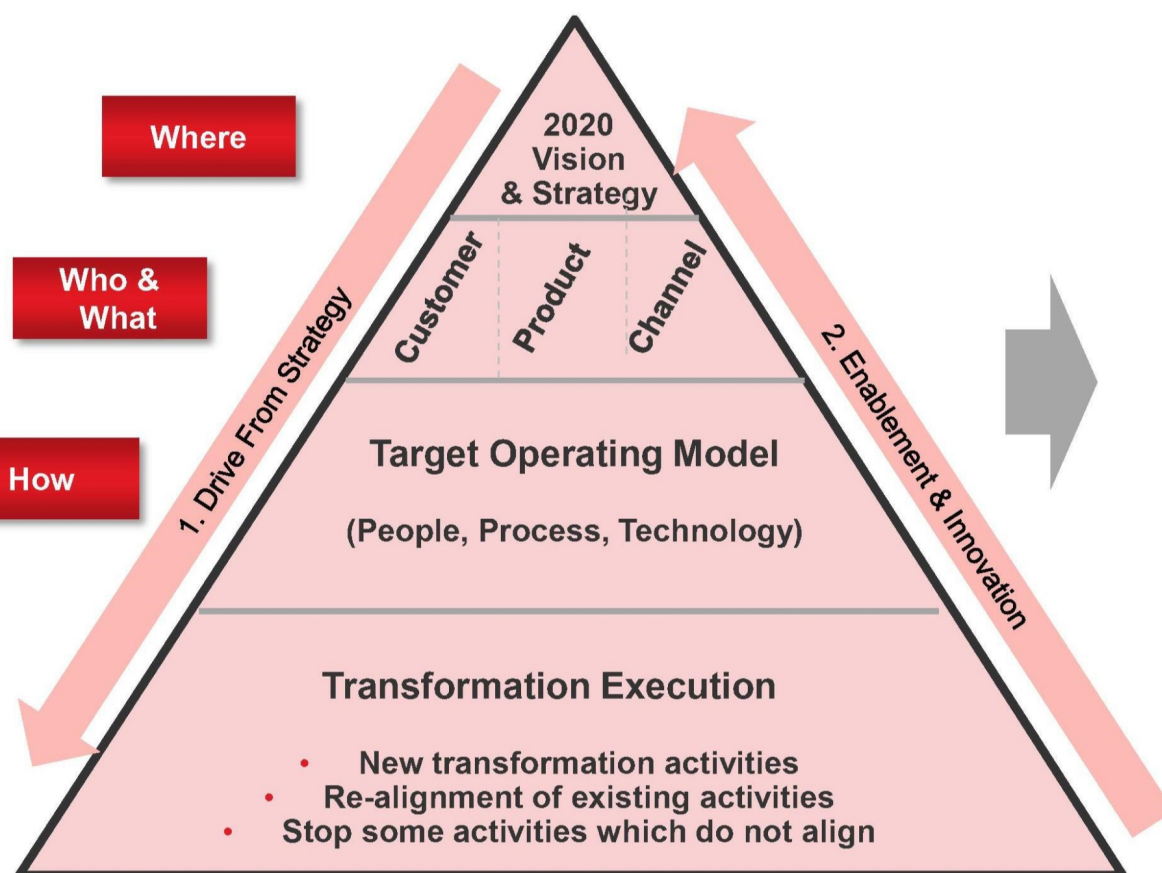 Where
2020
Vision
& Strategy
Who &
What
Customer
Product
Channel
1. Drive From Strategy
2. Enablement & Innovation
How
Target Operating Model
(People, Process, Technology)
Transformation Execution
• New transformation activities
• Re-alignment of existing activities
• Stop some activities which do not align